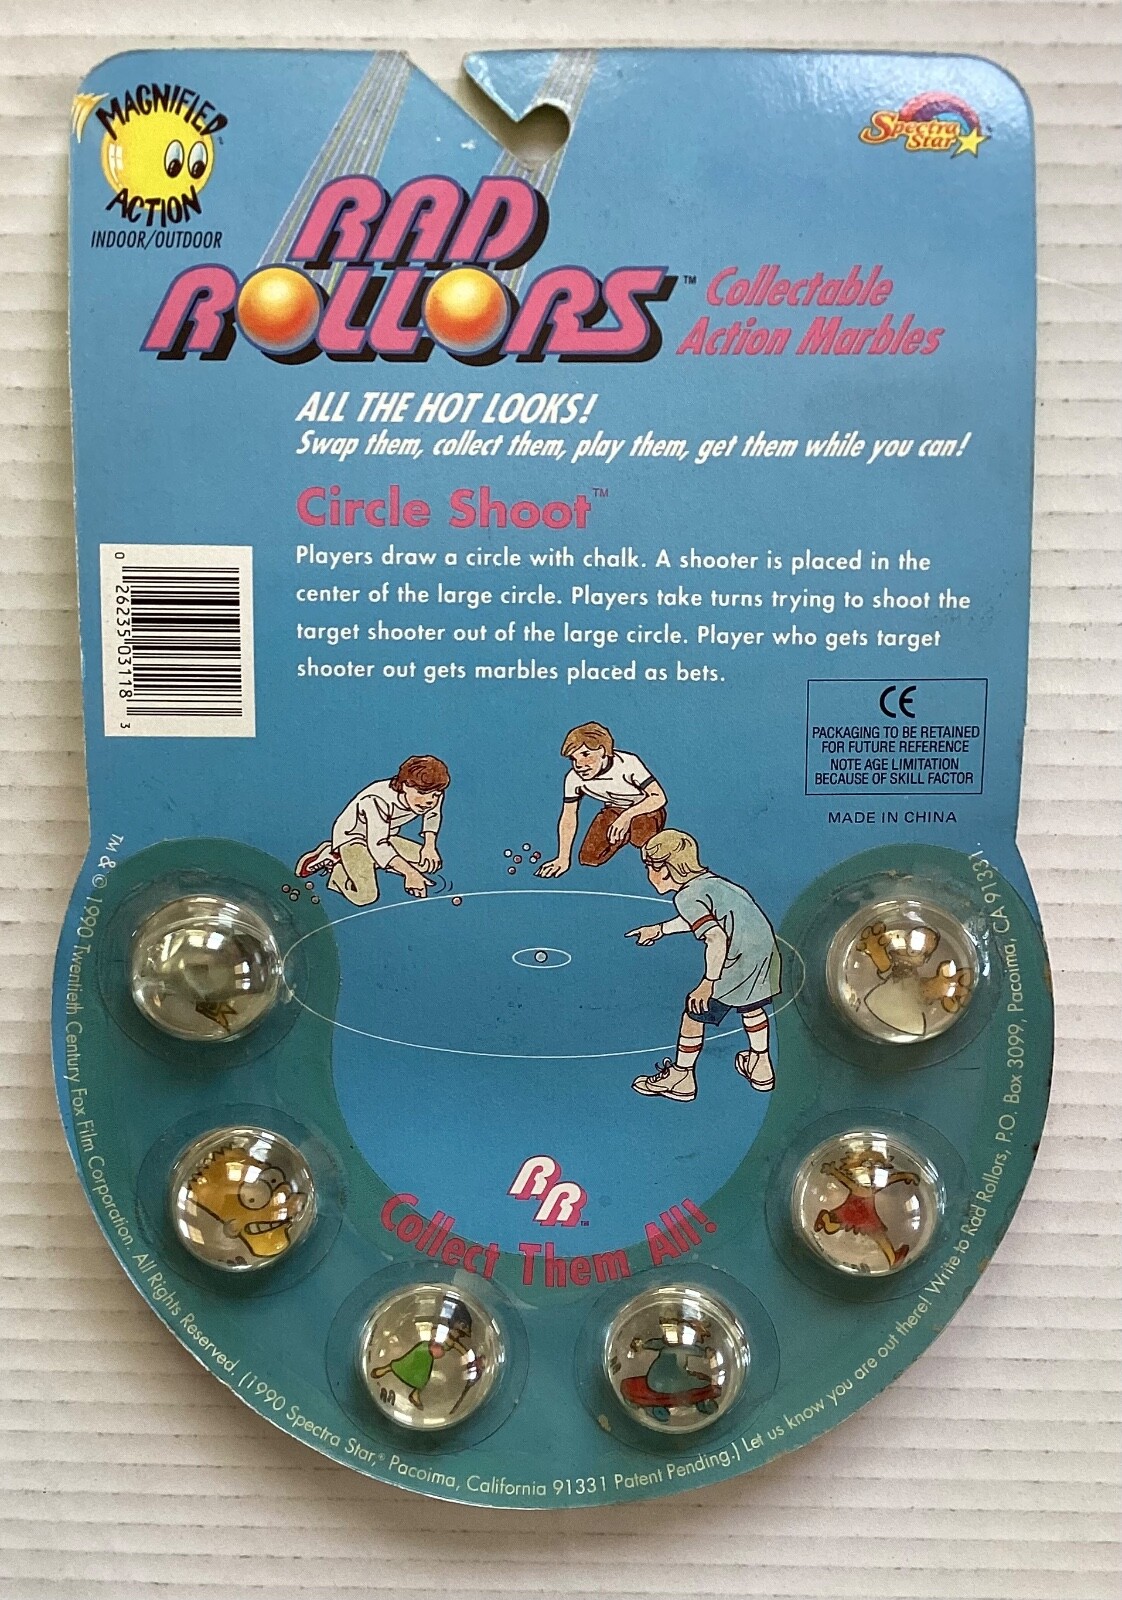 MAGNIFIED™
ACTION
INDOOR/OUTDOOR
Spectra
Star
RAD
ROLLORS™
Collectable
Action Marbles
ALL THE HOT LOOKS!
Swap them, collect them, play them, get them while you can!
Circle Shoot™
Players draw a circle with chalk. A shooter is placed in the
center of the large circle. Players take turns trying to shoot the
target shooter out of the large circle. Player who gets target
shooter out gets marbles placed as bets.
0 26235 03118 3
CE
PACKAGING TO BE RETAINED
FOR FUTURE REFERENCE
NOTE AGE LIMITATION
BECAUSE OF SKILL FACTOR
MADE IN CHINA
RR™
Collect Them All!
TM & © 1990 Twentieth Century Fox Film Corporation. All Rights Reserved. (1990 Spectra Star,® Pacoima, California 91331 Patent Pending.) Let us know you are out there! Write to Rad Rollors, P.O. Box 3099, Pacoima, CA 91331.